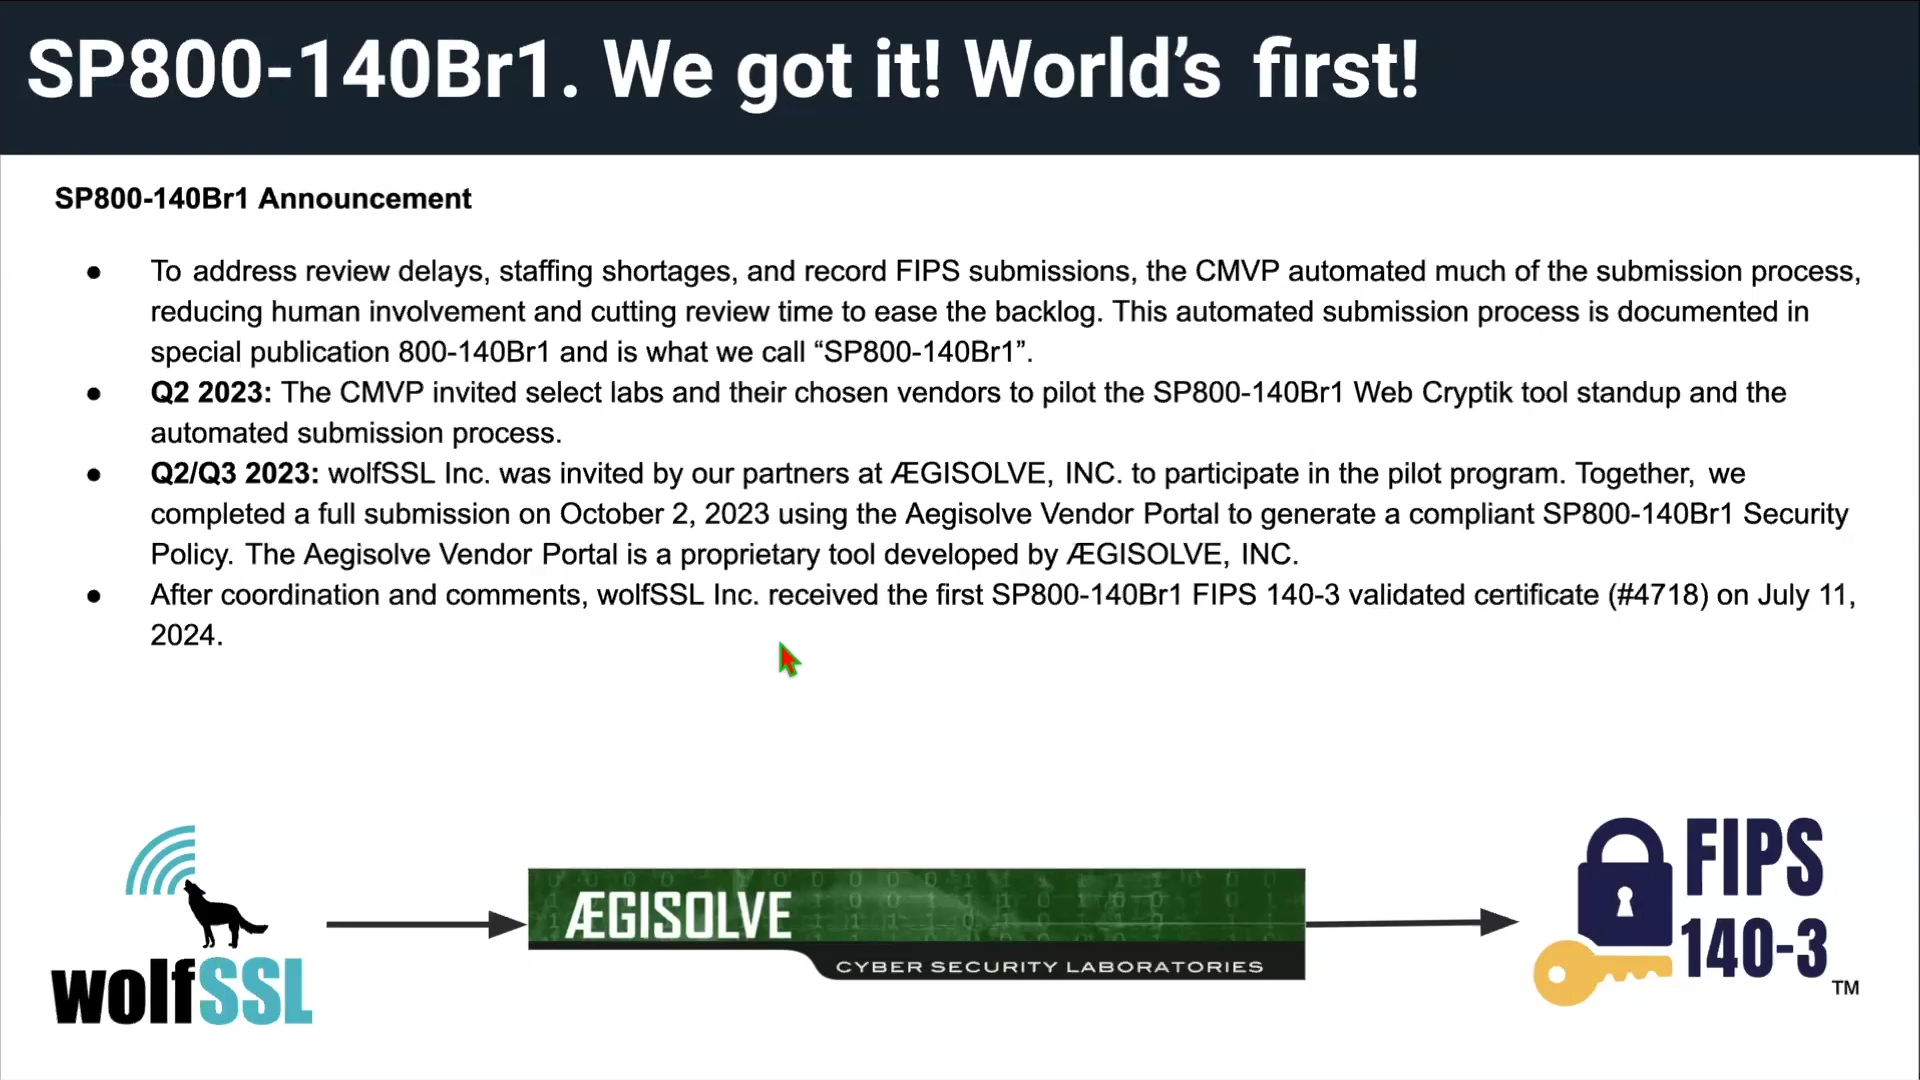 SP800-140Br1. We got it! World’s first!
SP800-140Br1 Announcement
● To address review delays, staffing shortages, and record FIPS submissions, the CMVP automated much of the submission process,
reducing human involvement and cutting review time to ease the backlog. This automated submission process is documented in
special publication 800-140Br1 and is what we call “SP800-140Br1”.
● Q2 2023: The CMVP invited select labs and their chosen vendors to pilot the SP800-140Br1 Web Cryptik tool standup and the
automated submission process.
● Q2/Q3 2023: wolfSSL Inc. was invited by our partners at ÆGISOLVE, INC. to participate in the pilot program. Together, we
completed a full submission on October 2, 2023 using the Aegisolve Vendor Portal to generate a compliant SP800-140Br1 Security
Policy. The Aegisolve Vendor Portal is a proprietary tool developed by ÆGISOLVE, INC.
● After coordination and comments, wolfSSL Inc. received the first SP800-140Br1 FIPS 140-3 validated certificate (#4718) on July 11,
2024.
wolfSSL
ÆGISOLVE
CYBER SECURITY LABORATORIES
FIPS
140-3
TM